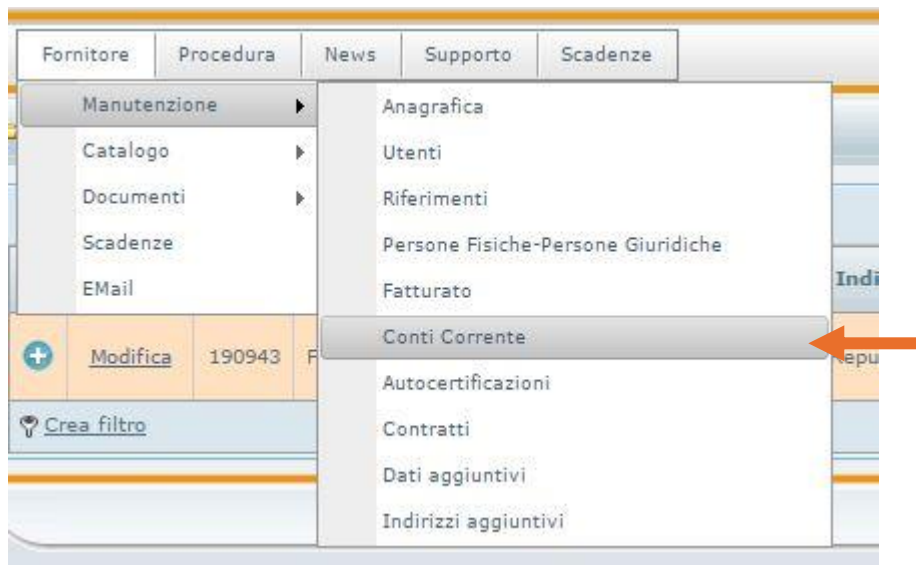 Fornitore Procedura News Supporto Scadenze
Manutenzione
Catalogo
Documenti
Scadenze
EMail
Anagrafica
Utenti
Riferimenti
Persone Fisiche-Persone Giuridiche
Fatturato
Conti Corrente
Autocertificazioni
Contratti
Dati aggiuntivi
Indirizzi aggiuntivi
Modifica 190943
Crea filtro